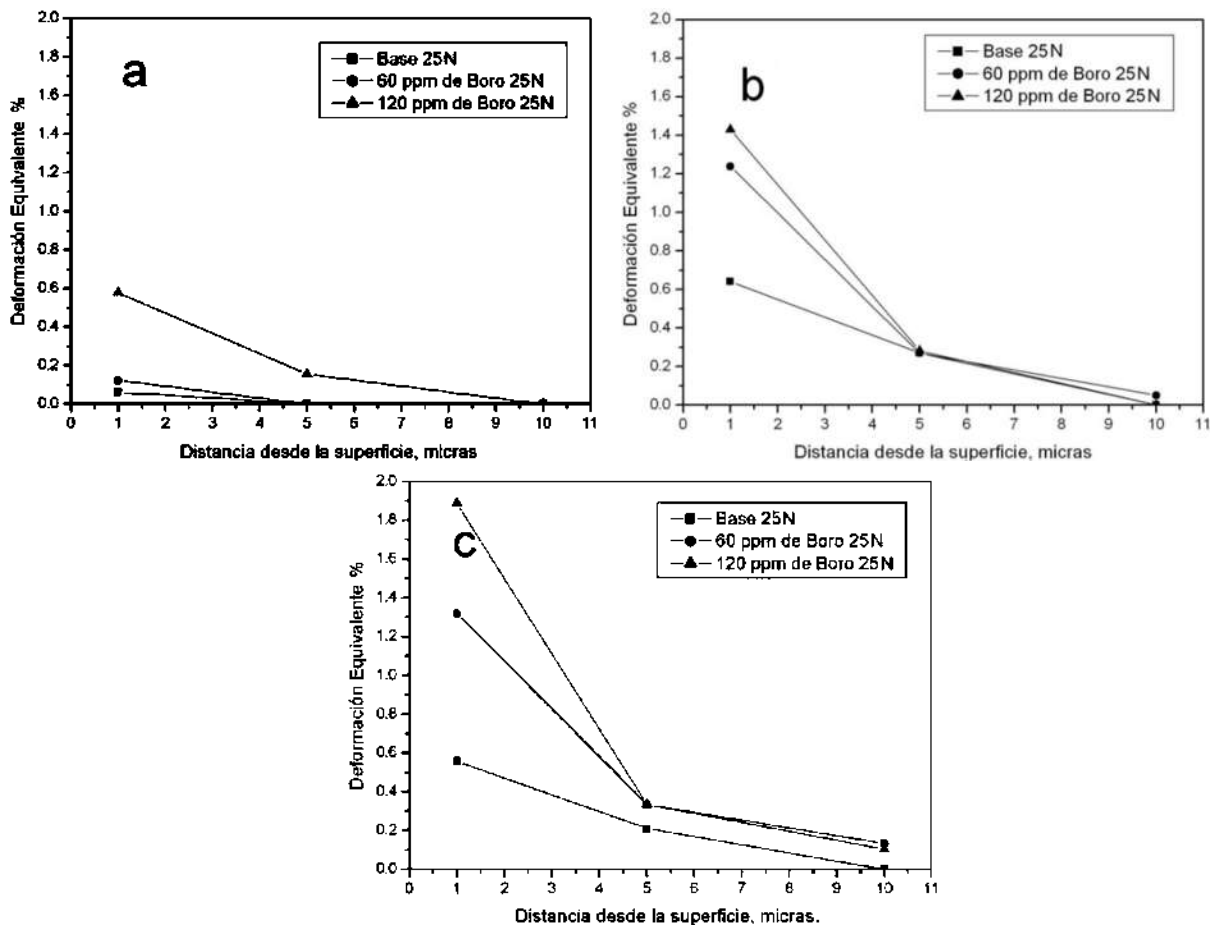 a
Base 25N
60 ppm de Boro 25N
120 ppm de Boro 25N
Deformación Equivalente %
2.0
1.8
1.6
1.4
1.2
1.0
0.8
0.6
0.4
0.2
0.0
0 1 2 3 4 5 6 7 8 9 10 11
Distancia desde la superficie, micras
b
Base 25N
60 ppm de Boro 25N
120 ppm de Boro 25N
Deformación Equivalente %
2.0
1.8
1.6
1.4
1.2
1.0
0.8
0.6
0.4
0.2
0.0
0 1 2 3 4 5 6 7 8 9 10 11
Distancia desde la superficie, micras
c
Base 25N
60 ppm de Boro 25N
120 ppm de Boro 25N
Deformación Equivalente %
2.0
1.8
1.6
1.4
1.2
1.0
0.8
0.6
0.4
0.2
0.0
0 1 2 3 4 5 6 7 8 9 10 11
Distancia desde la superficie, micras.